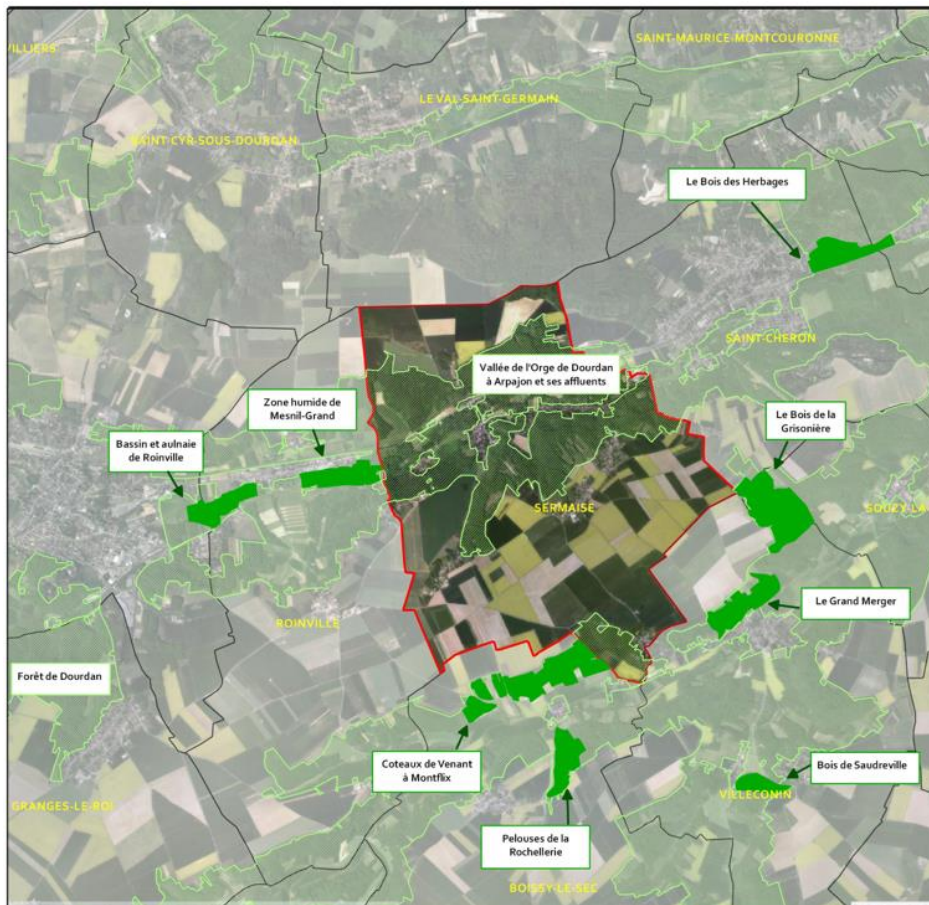 VILLIERS
SAINT-MAURICE-MONTCOURONNE
LE VAL-SAINT-GERMAIN
SAINT-CYR-SOUS-DOURDAN
Le Bois des Herbages
SAINT-CHERON
Vallée de l'Orge de Dourdan
à Arpajon et ses affluents
Zone humide de
Mesnil-Grand
Le Bois de la
Grisonière
Bassin et aulnaie
de Roinville
SERMAISE
SOUZY-LA-
Le Grand Merger
ROINVILLE
Forêt de Dourdan
Coteaux de Venant
à Montflix
Bois de Saudreville
GRANGES-LE-ROI
VILLECONIN
Pelouses de la
Rochellerie
BOISSY-LE-SEC